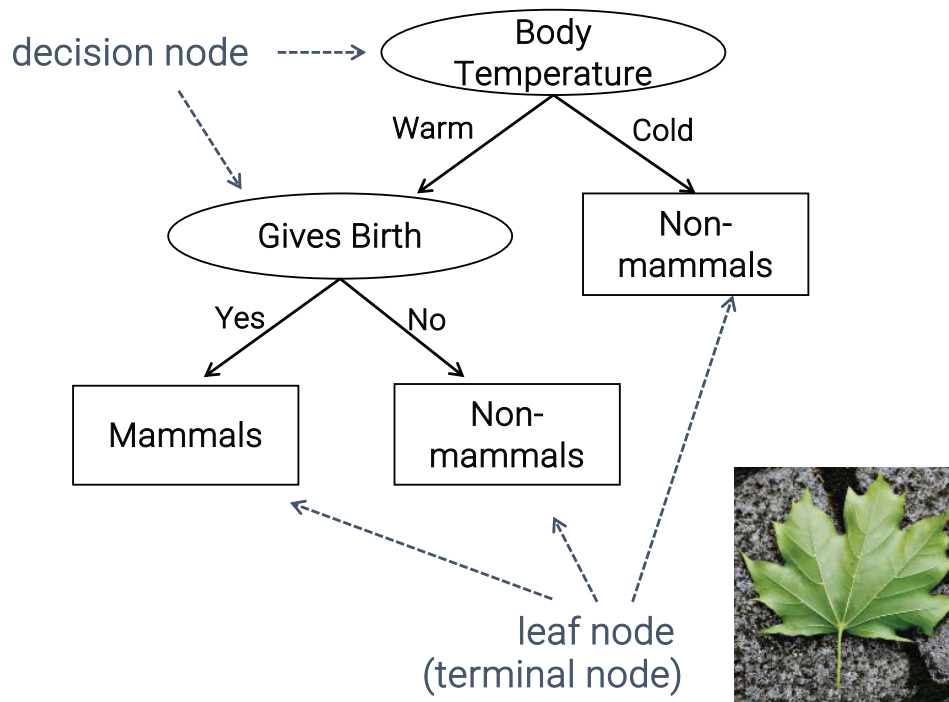 Body
Temperature
decision node
Warm
Cold
Gives Birth
Non-
mammals
Yes
No
Mammals
Non-
mammals
leaf node
(terminal node)